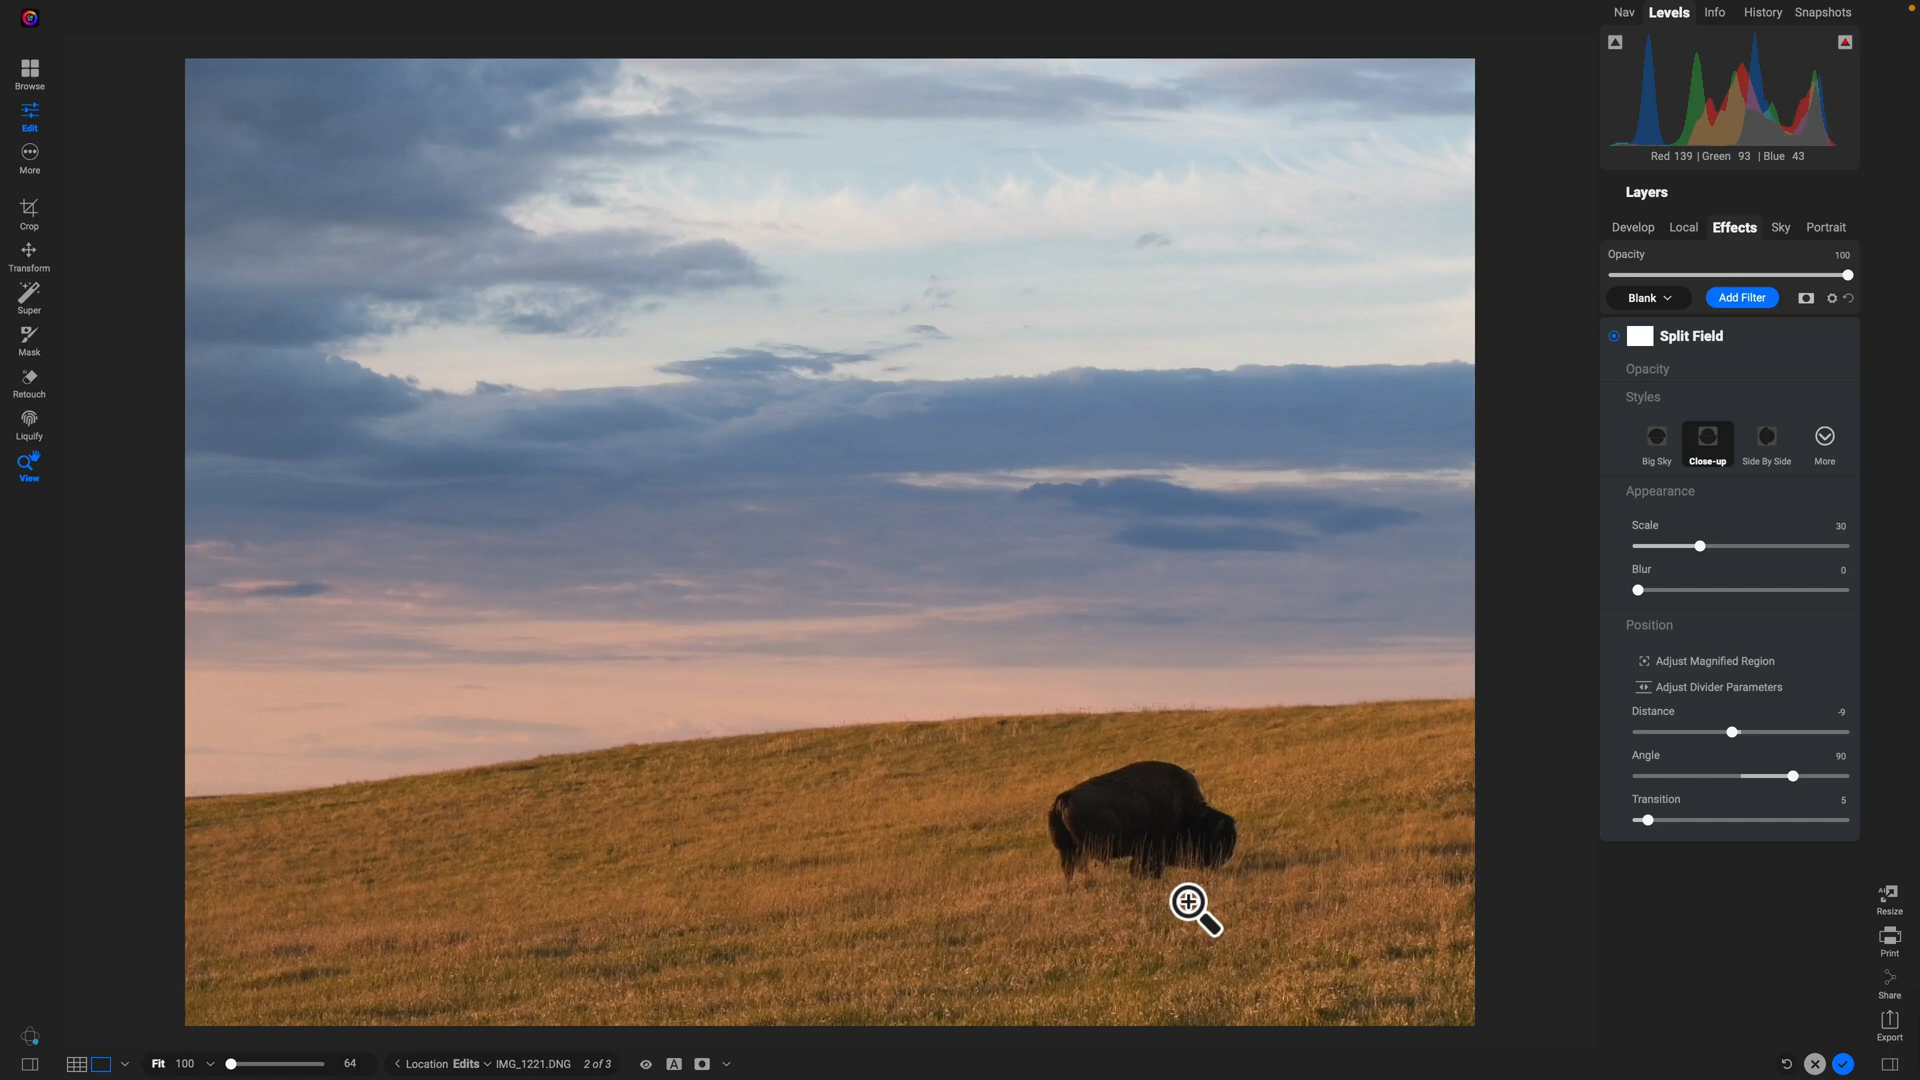 Nav Levels Info History Snapshots
Browse
Edit
More
Crop
Transform
Super
Mask
Retouch
Liquify
View
Red 139 | Green 93 | Blue 43
Layers
Develop Local Effects Sky Portrait
Opacity 100
Blank Add Filter
Split Field
Opacity
Styles
Big Sky Close-up Side By Side More
Appearance
Scale 30
Blur 0
Position
Adjust Magnified Region
Adjust Divider Parameters
Distance -9
Angle 90
Transition 5
AI
Resize
Print
Share
Export
Fit 100 64 Location Edits IMG_1221.DNG 2 of 3 A